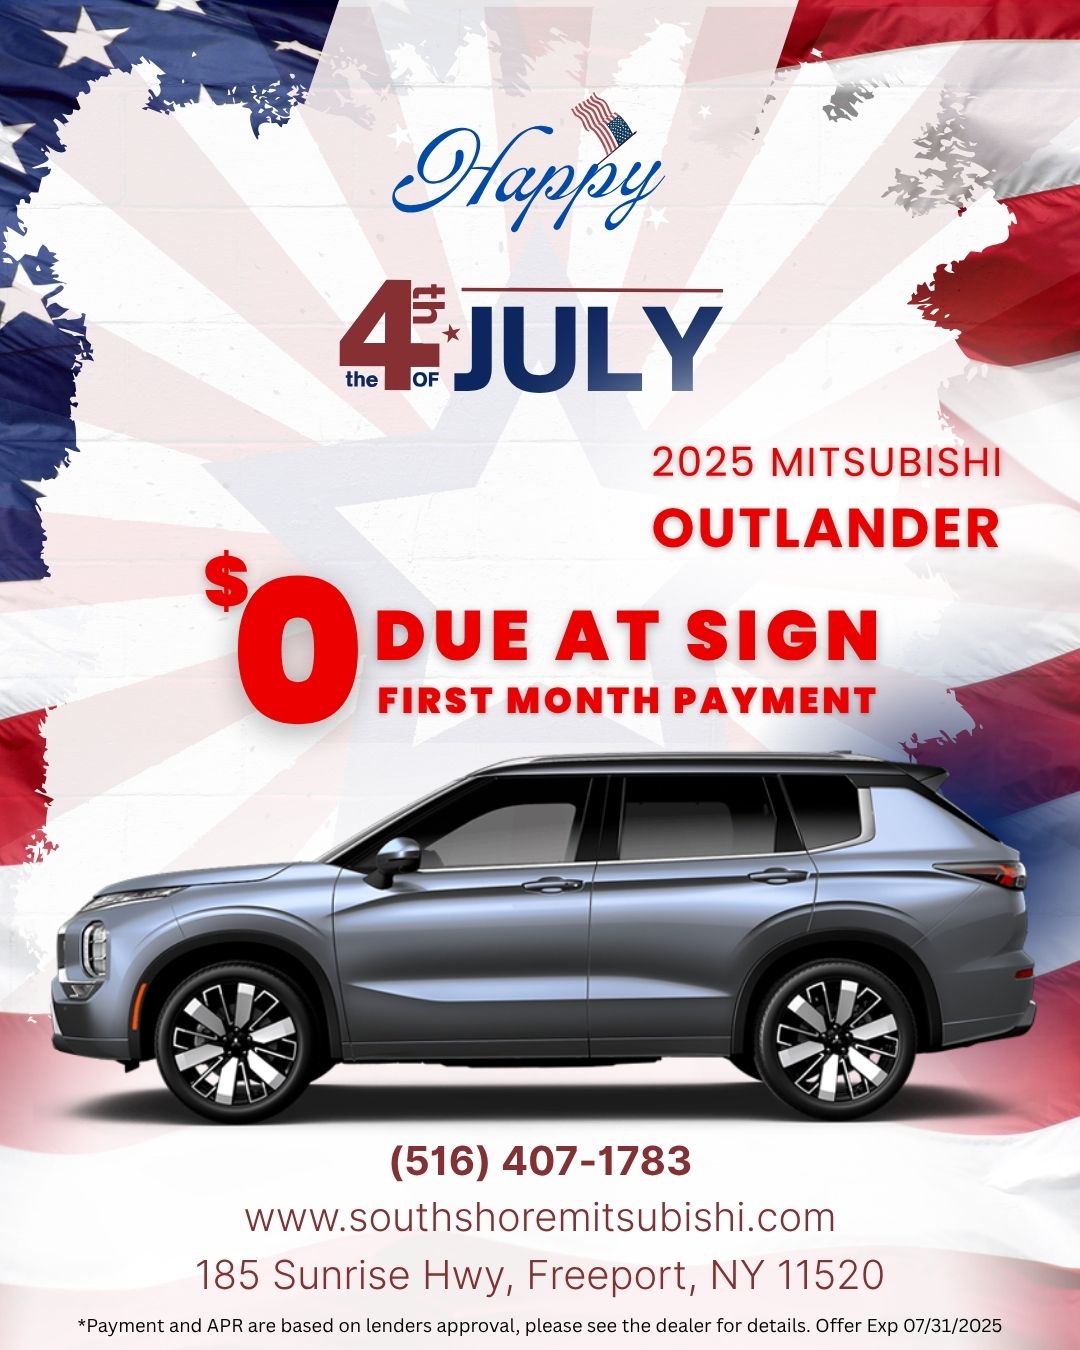 Happy
4th
the OF JULY
2025 MITSUBISHI
OUTLANDER
$0 DUE AT SIGN
FIRST MONTH PAYMENT
(516) 407-1783
www.southshoremitsubishi.com
185 Sunrise Hwy, Freeport, NY 11520
*Payment and APR are based on lenders approval, please see the dealer for details. Offer Exp 07/31/2025